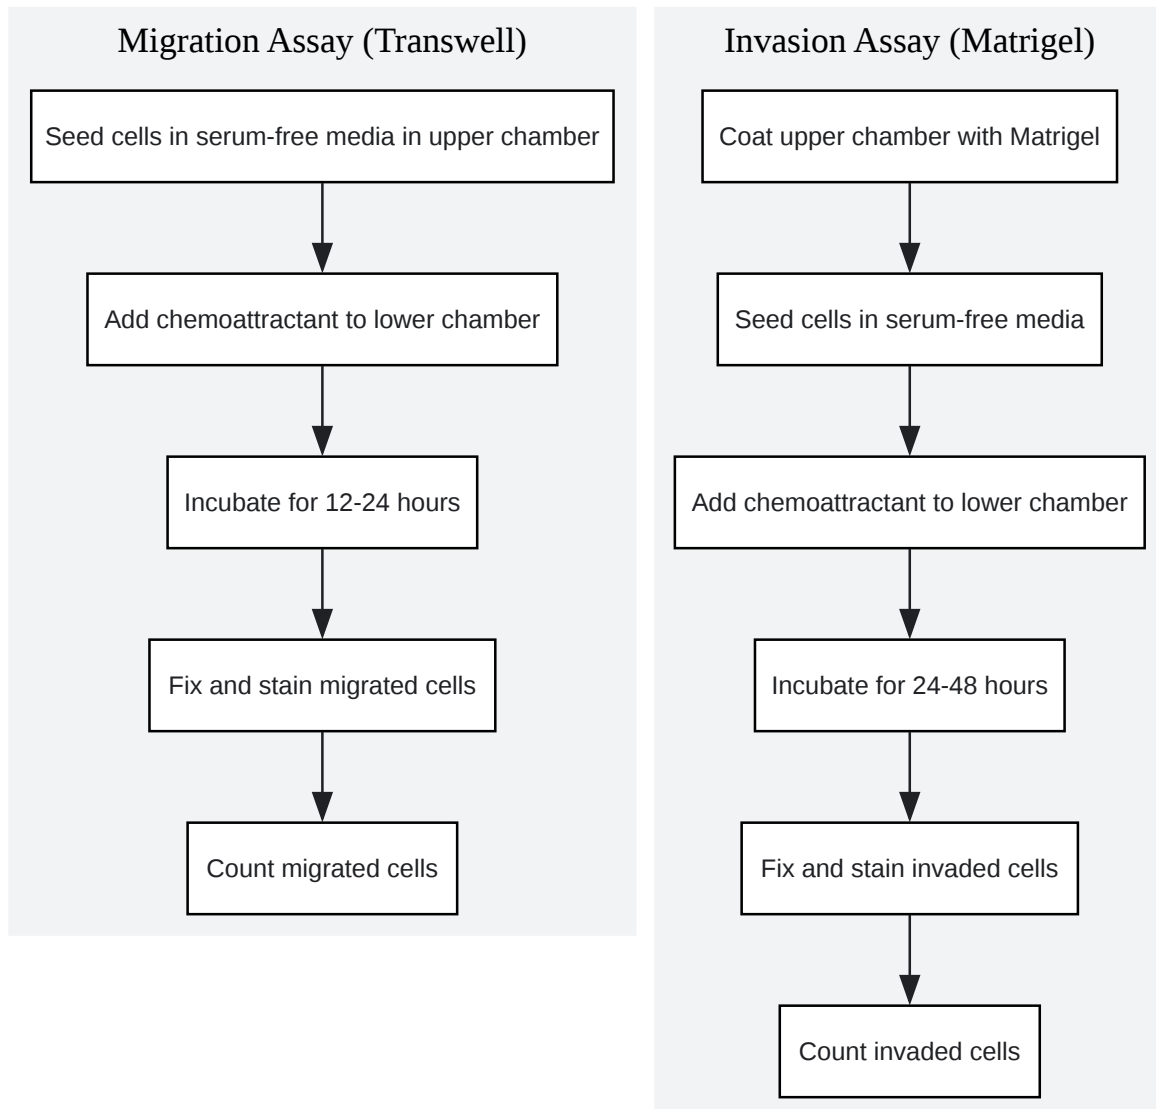 Migration Assay (Transwell)
Seed cells in serum-free media in upper chamber
Add chemoattractant to lower chamber
Incubate for 12-24 hours
Fix and stain migrated cells
Count migrated cells
Invasion Assay (Matrigel)
Coat upper chamber with Matrigel
Seed cells in serum-free media
Add chemoattractant to lower chamber
Incubate for 24-48 hours
Fix and stain invaded cells
Count invaded cells